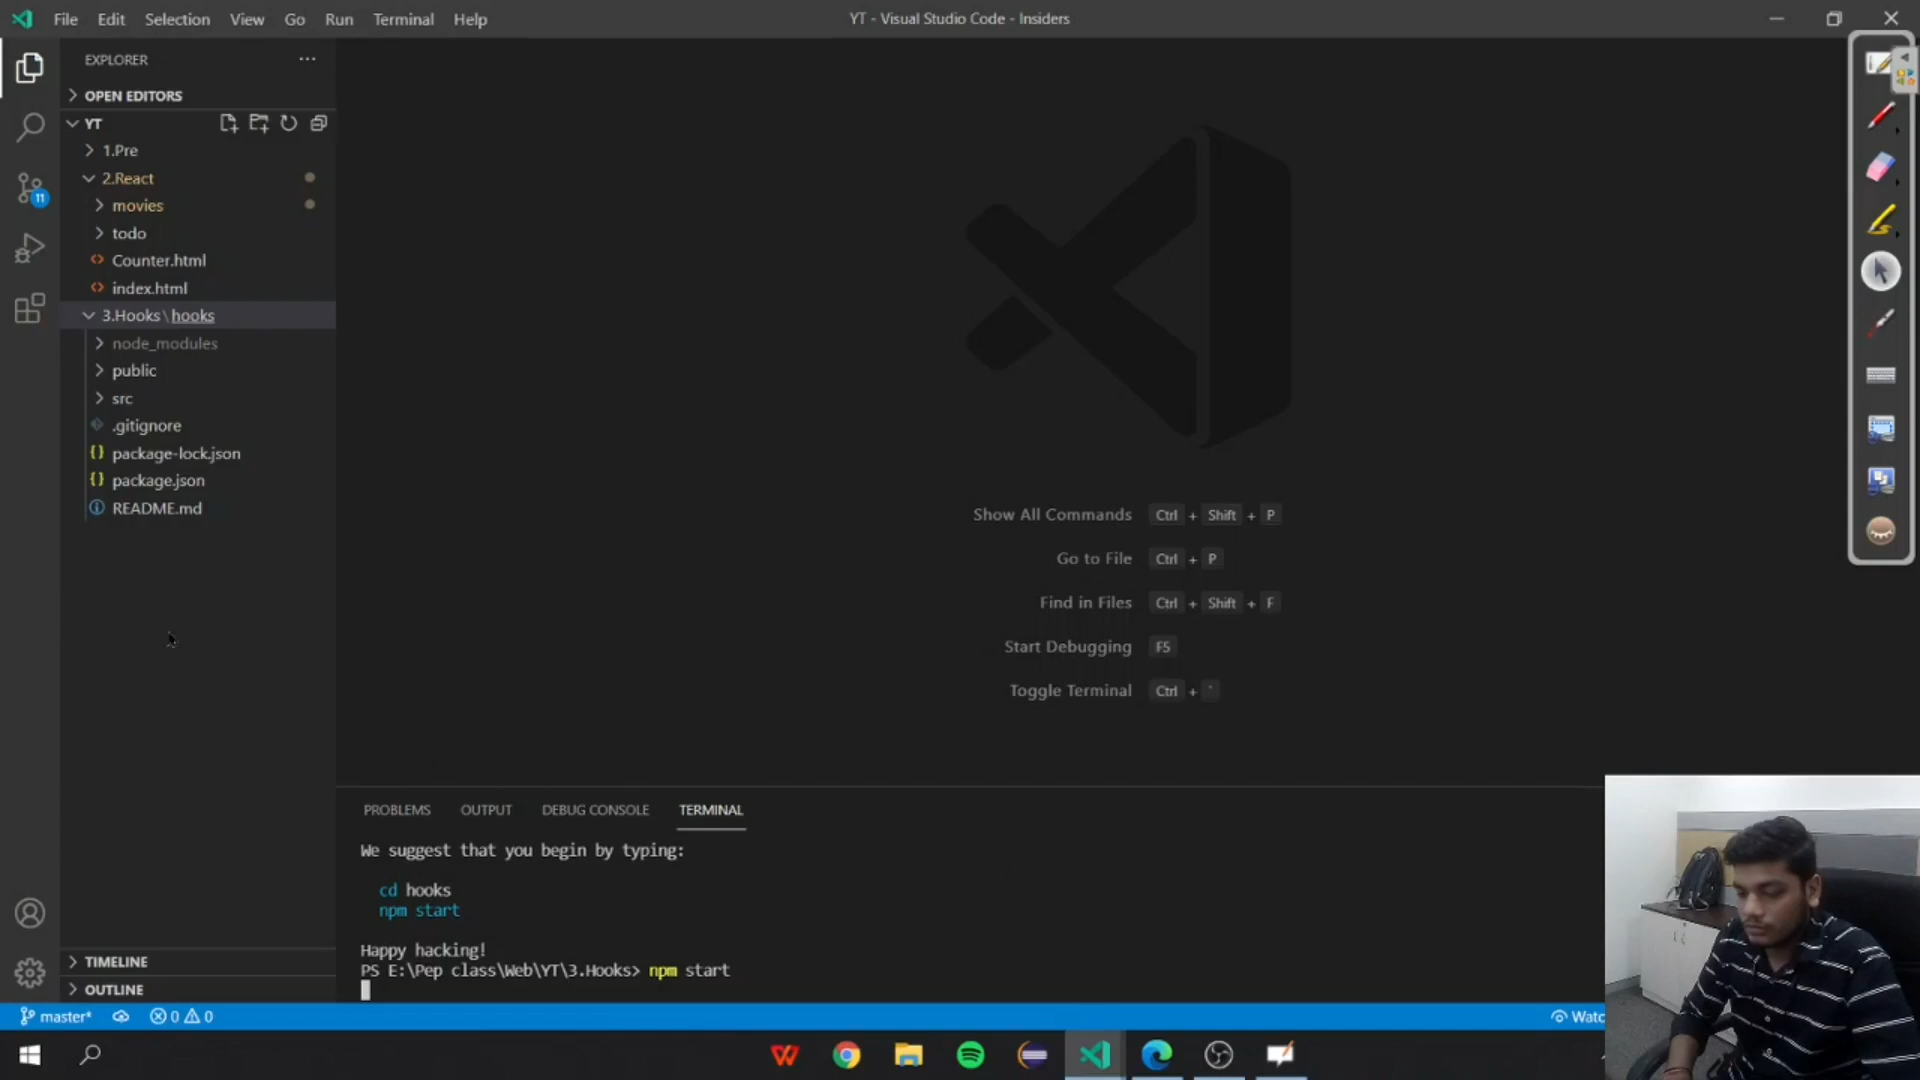 File Edit Selection View Go Run Terminal Help
YT - Visual Studio Code - Insiders
EXPLORER
OPEN EDITORS
YT
1.Pre
2.React
movies
todo
Counter.html
index.html
3.Hooks\hooks
node_modules
public
src
.gitignore
package-lock.json
package.json
README.md
11
Show All Commands Ctrl + Shift + P
Go to File Ctrl + P
Find in Files Ctrl + Shift + F
Start Debugging F5
Toggle Terminal Ctrl + `
PROBLEMS OUTPUT DEBUG CONSOLE TERMINAL
We suggest that you begin by typing:
cd hooks
npm start
Happy hacking!
PS E:\Pep class\Web\YT\3.Hooks> npm start
TIMELINE
OUTLINE
master* 0 0
Watc